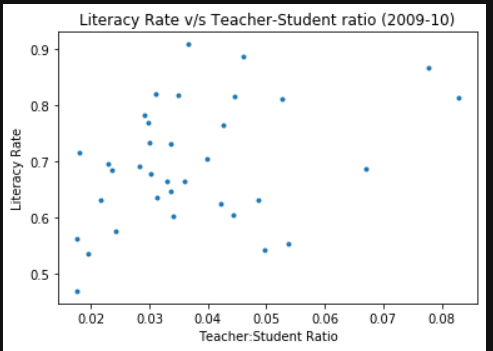 Literacy Rate v/s Teacher-Student ratio (2009-10)
0.9
0.8
0.7
0.6
0.5
Literacy Rate
0.02 0.03 0.04 0.05 0.06 0.07 0.08
Teacher:Student Ratio